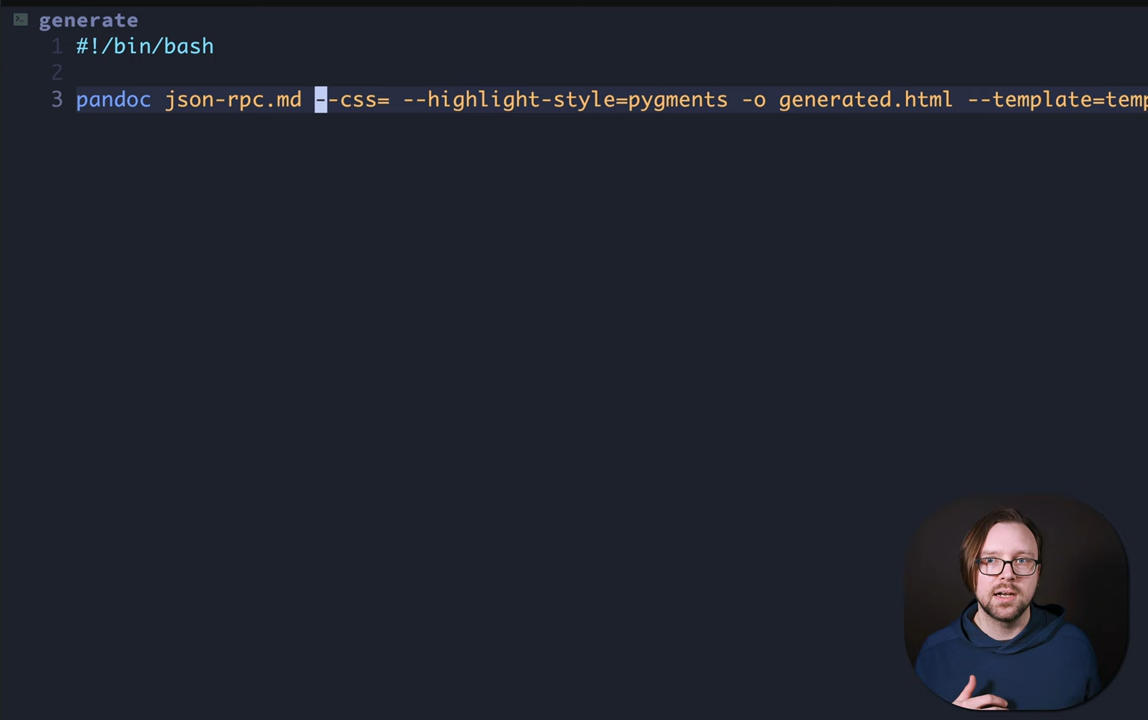 generate
1 #!/bin/bash
2
3 pandoc json-rpc.md --css= --highlight-style=pygments -o generated.html --template=temp